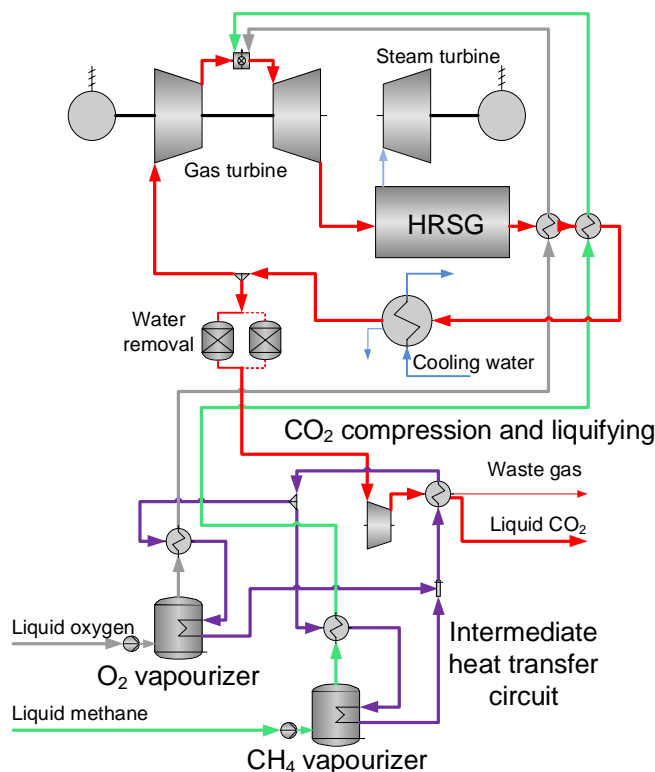 Steam turbine
Gas turbine
HRSG
Water
removal
Cooling water
CO₂ compression and liquifying
Waste gas
Liquid CO₂
Liquid oxygen
O₂ vapourizer
Intermediate
heat transfer
circuit
Liquid methane
CH₄ vapourizer